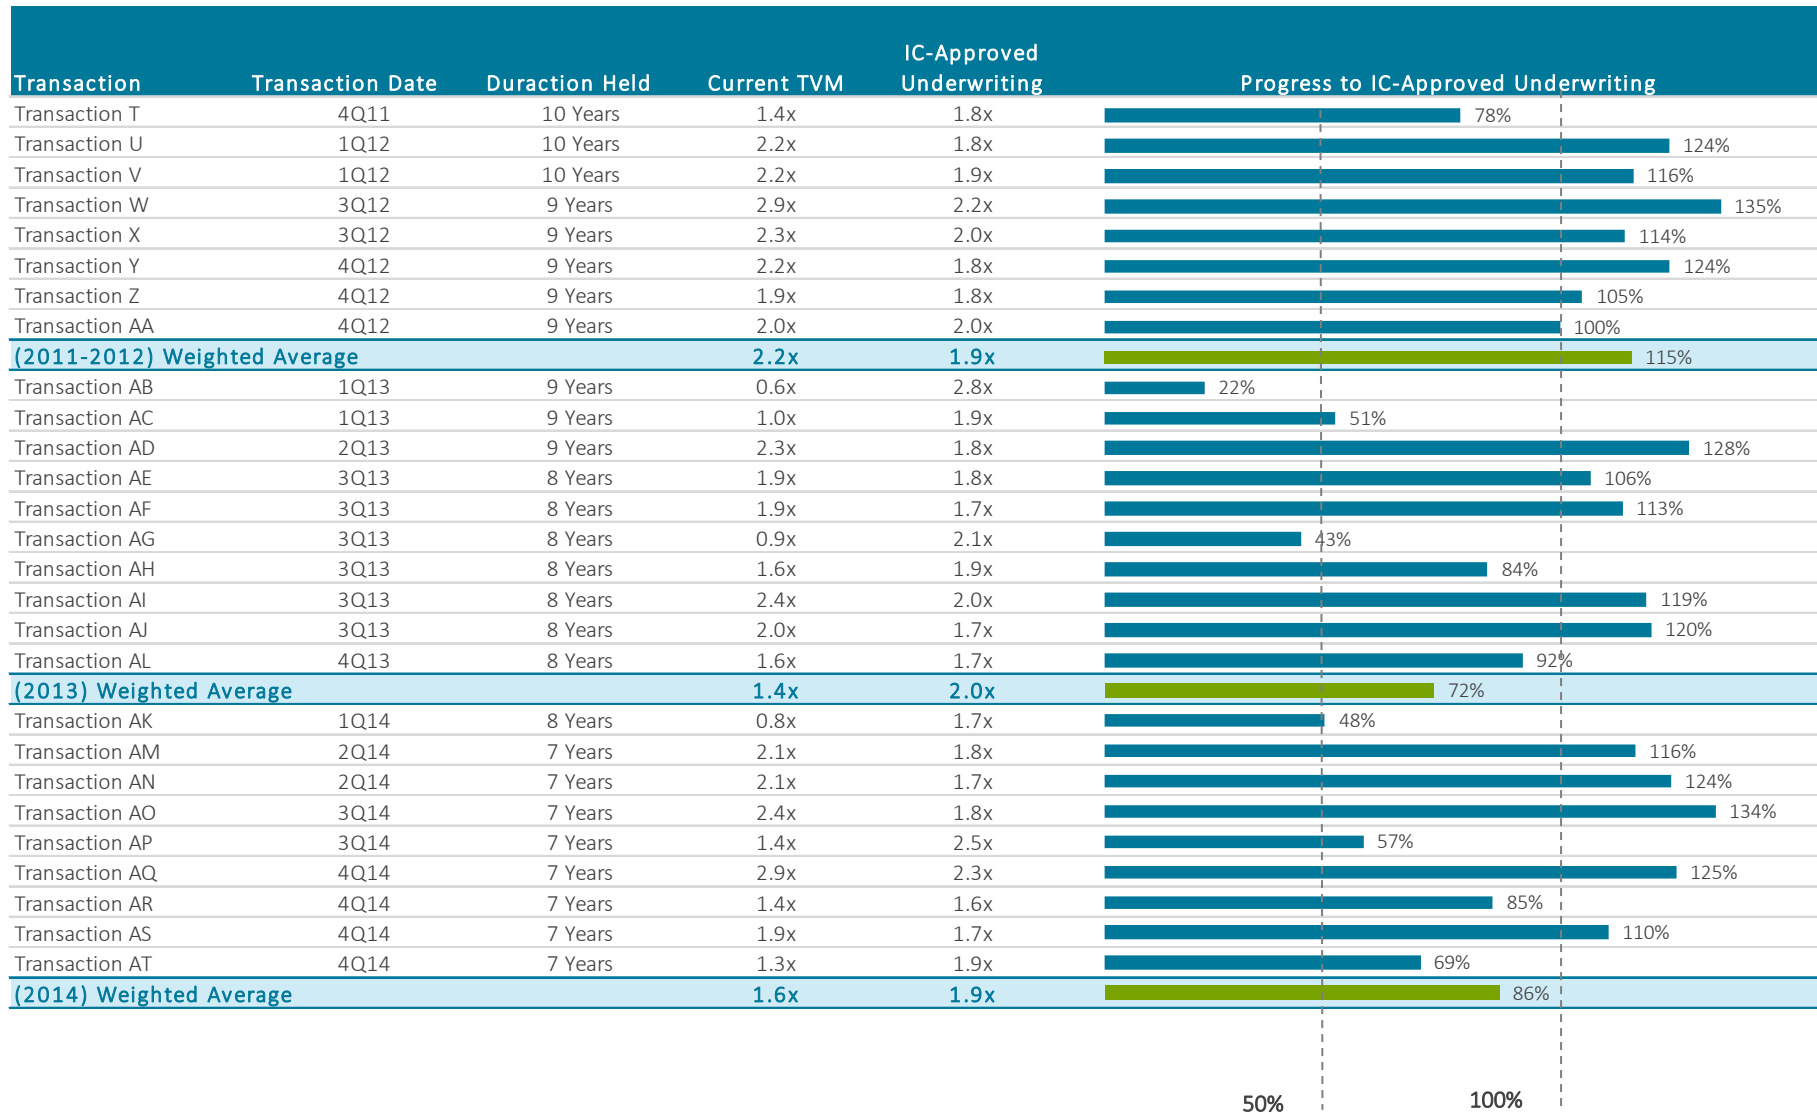 IC-Approved
Transaction Transaction Date Duraction Held Current TVM Underwriting Progress to IC-Approved Underwriting
Transaction T 4Q11 10 Years 1.4x 1.8x 78%
Transaction U 1Q12 10 Years 2.2x 1.8x 124%
Transaction V 1Q12 10 Years 2.2x 1.9x 116%
Transaction W 3Q12 9 Years 2.9x 2.2x 135%
Transaction X 3Q12 9 Years 2.3x 2.0x 114%
Transaction Y 4Q12 9 Years 2.2x 1.8x 124%
Transaction Z 4Q12 9 Years 1.9x 1.8x 105%
Transaction AA 4Q12 9 Years 2.0x 2.0x 100%
(2011-2012) Weighted Average 2.2x 1.9x 115%
Transaction AB 1Q13 9 Years 0.6x 2.8x 22%
Transaction AC 1Q13 9 Years 1.0x 1.9x 51%
Transaction AD 2Q13 9 Years 2.3x 1.8x 128%
Transaction AE 3Q13 8 Years 1.9x 1.8x 106%
Transaction AF 3Q13 8 Years 1.9x 1.7x 113%
Transaction AG 3Q13 8 Years 0.9x 2.1x 43%
Transaction AH 3Q13 8 Years 1.6x 1.9x 84%
Transaction AI 3Q13 8 Years 2.4x 2.0x 119%
Transaction AJ 3Q13 8 Years 2.0x 1.7x 120%
Transaction AL 4Q13 8 Years 1.6x 1.7x 92%
(2013) Weighted Average 1.4x 2.0x 72%
Transaction AK 1Q14 8 Years 0.8x 1.7x 48%
Transaction AM 2Q14 7 Years 2.1x 1.8x 116%
Transaction AN 2Q14 7 Years 2.1x 1.7x 124%
Transaction AO 3Q14 7 Years 2.4x 1.8x 134%
Transaction AP 3Q14 7 Years 1.4x 2.5x 57%
Transaction AQ 4Q14 7 Years 2.9x 2.3x 125%
Transaction AR 4Q14 7 Years 1.4x 1.6x 85%
Transaction AS 4Q14 7 Years 1.9x 1.7x 110%
Transaction AT 4Q14 7 Years 1.3x 1.9x 69%
(2014) Weighted Average 1.6x 1.9x 86%
50% 100%